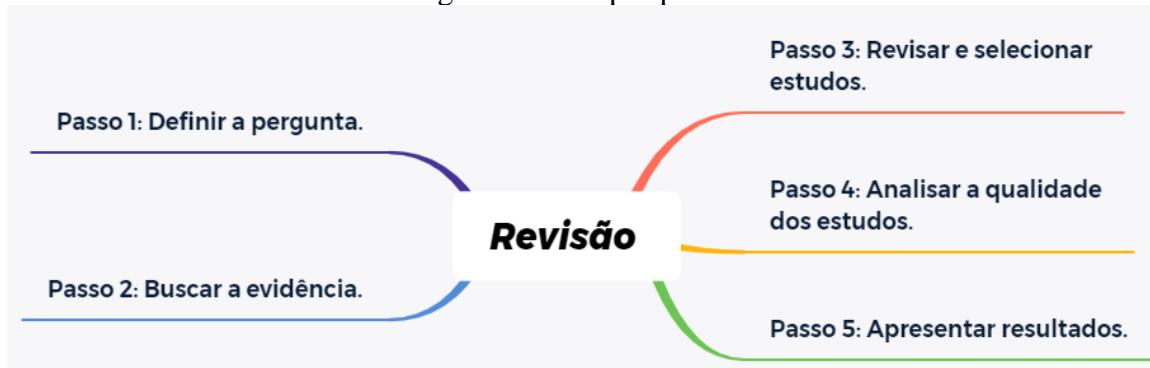 Passo 1: Definir a pergunta.
Passo 2: Buscar a evidência.
Revisão
Passo 3: Revisar e selecionar
estudos.
Passo 4: Analisar a qualidade
dos estudos.
Passo 5: Apresentar resultados.